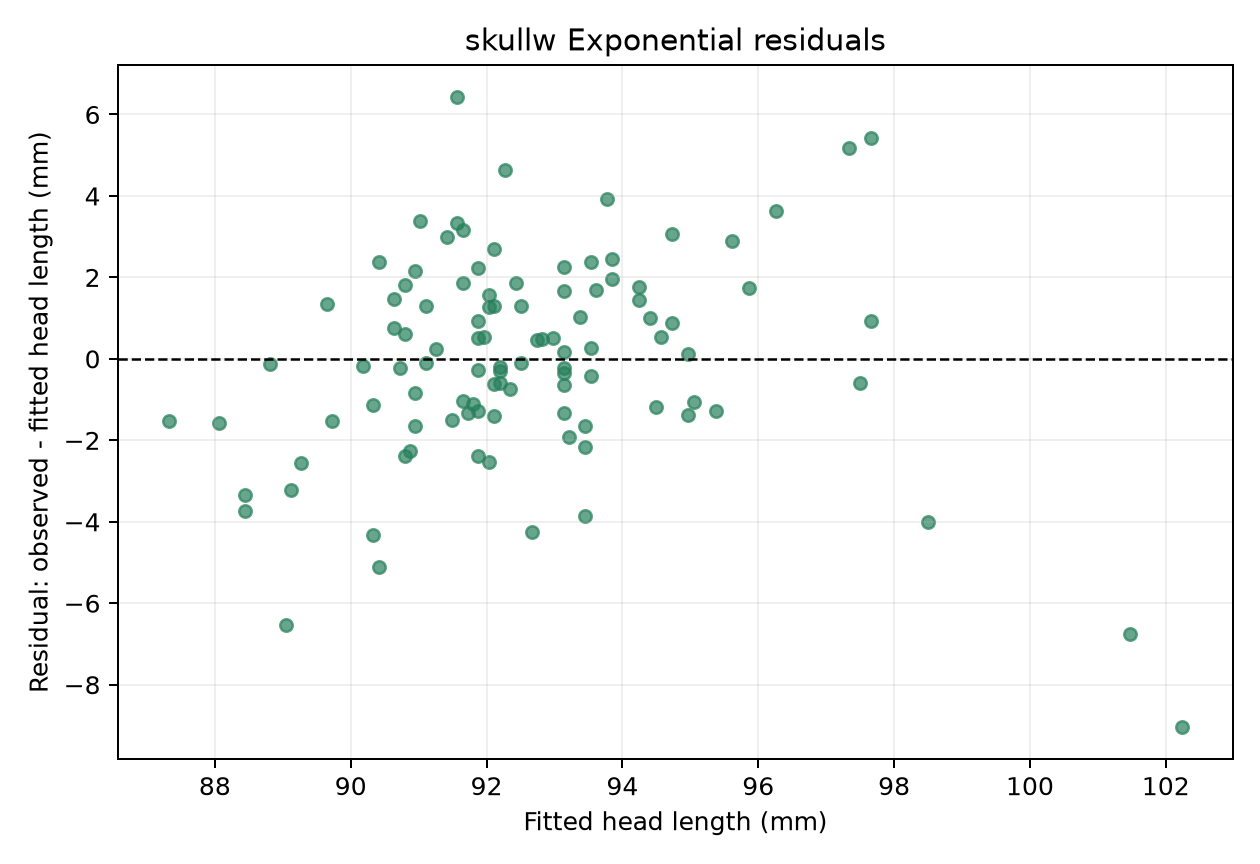 skullw Exponential residuals
Residual: observed - fitted head length (mm)
6
4
2
0
−2
−4
−6
−8
88 90 92 94 96 98 100 102
Fitted head length (mm)